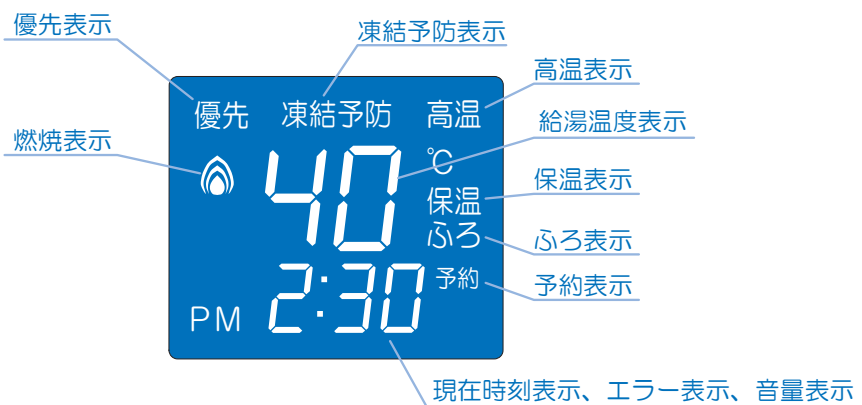 優先表示
凍結予防表示
高温表示
給湯温度表示
燃焼表示
優先 凍結予防 高温
40 ℃
保温
ふろ
保温表示
ふろ表示
予約表示
PM 2:30 予約
現在時刻表示、エラー表示、音量表示